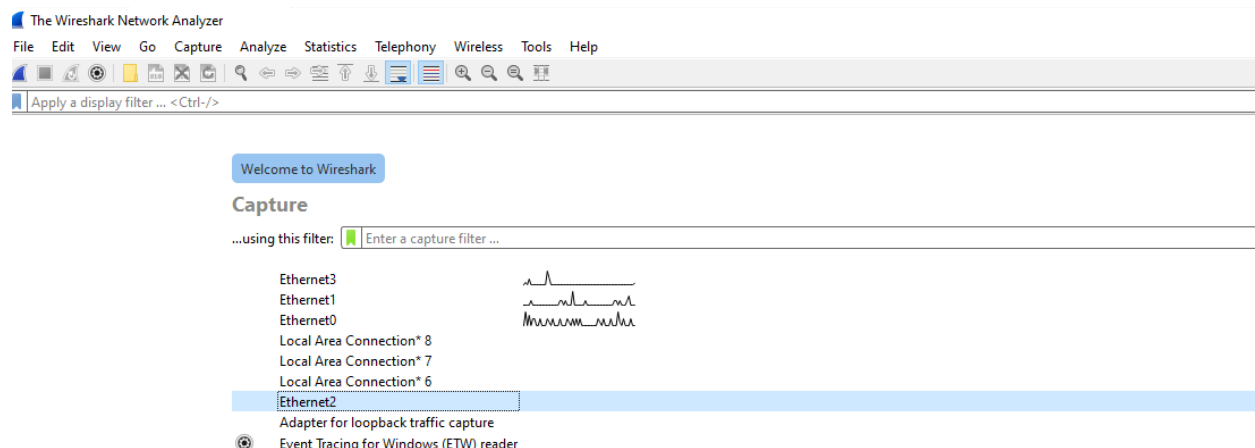 The Wireshark Network Analyzer
File Edit View Go Capture Analyze Statistics Telephony Wireless Tools Help
Apply a display filter ... <Ctrl-/>
Welcome to Wireshark
Capture
...using this filter: Enter a capture filter ...
Ethernet3
Ethernet1
Ethernet0
Local Area Connection* 8
Local Area Connection* 7
Local Area Connection* 6
Ethernet2
Adapter for loopback traffic capture
Event Tracing for Windows (ETW) reader